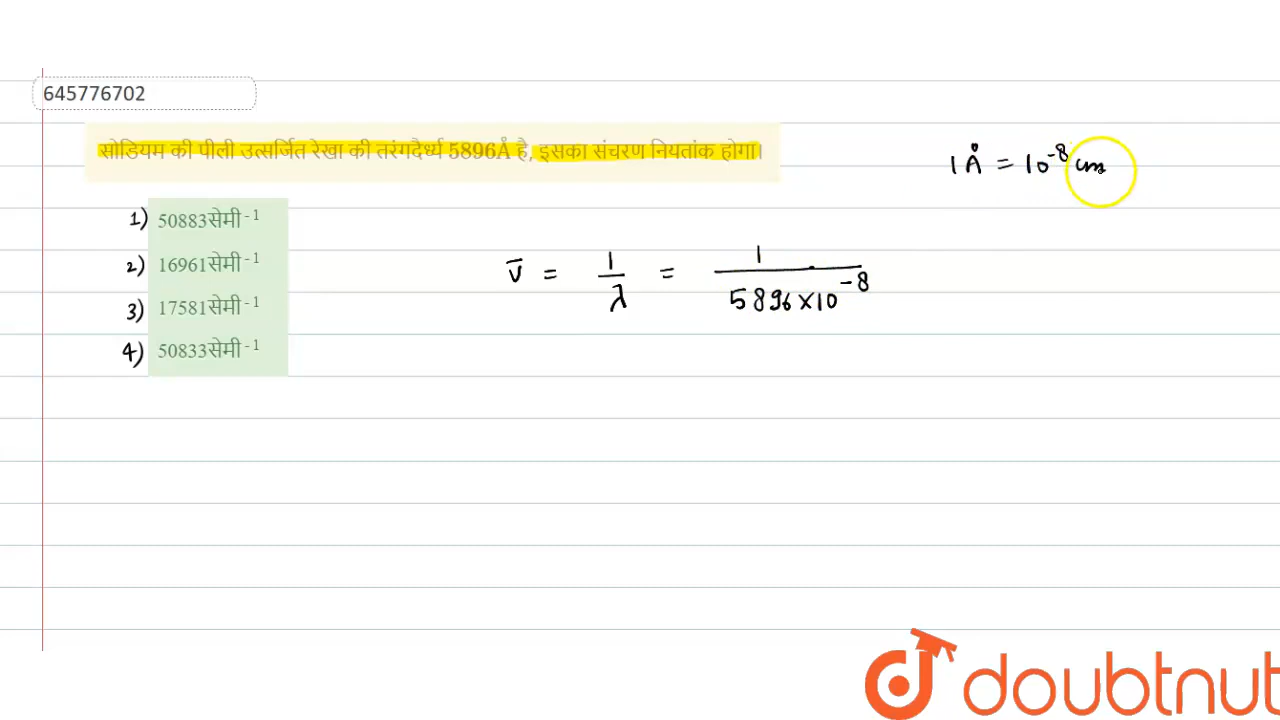 645776702
सोडियम की पीली उत्सर्जित रेखा की तरंगदैर्ध्य 5896Å है, इसका संचरण नियतांक होगा।
1Å = 10⁻⁸ cm
1) 50883सेमी⁻¹
2) 16961सेमी⁻¹
3) 17581सेमी⁻¹
4) 50833सेमी⁻¹
v̄ = 1/λ = 1/5896×10⁻⁸
doubtnut